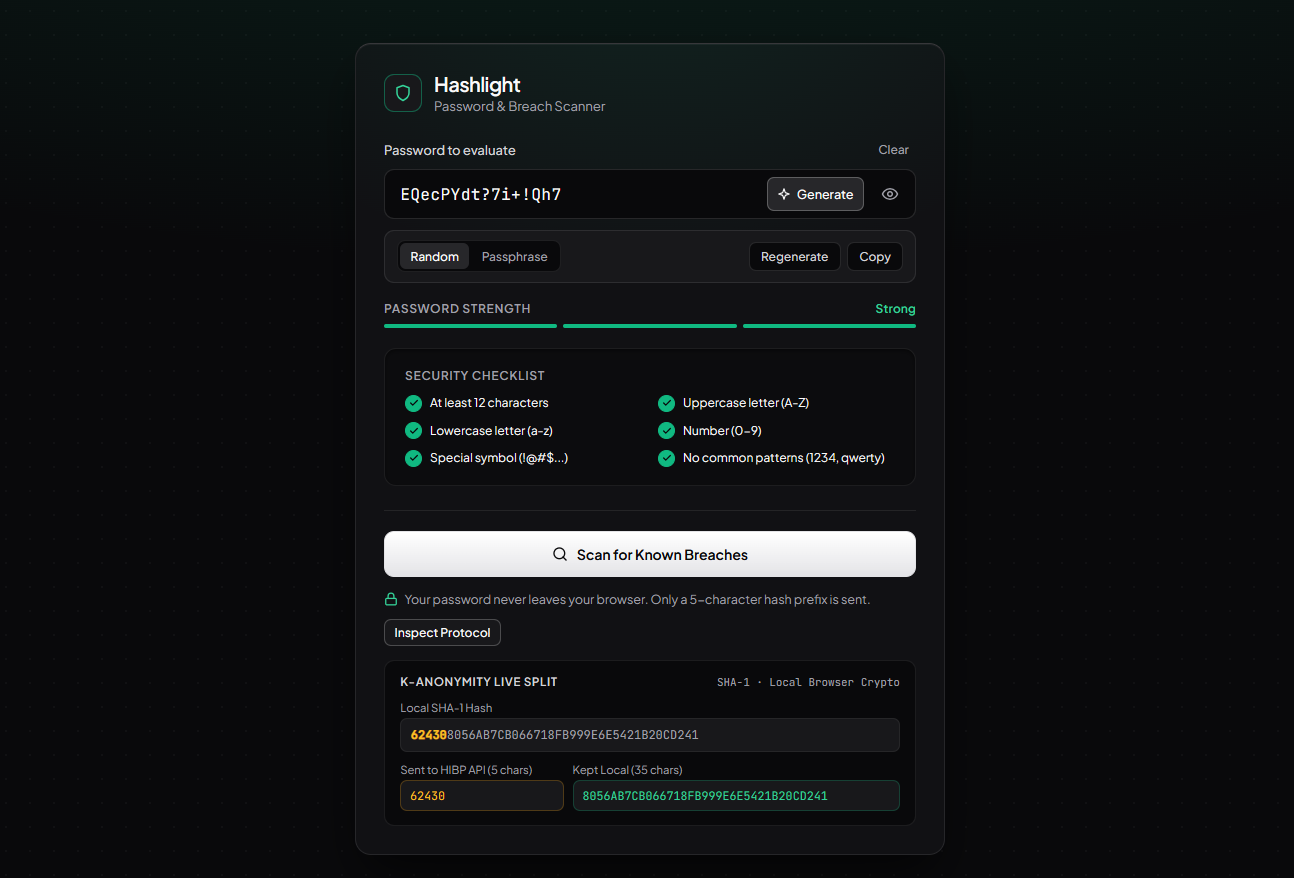 Hashlight
Password & Breach Scanner
Password to evaluate
Clear
EQecPYdt?7i+!Qh7
Generate
Random
Passphrase
Regenerate
Copy
PASSWORD STRENGTH
Strong
SECURITY CHECKLIST
At least 12 characters
Uppercase letter (A-Z)
Lowercase letter (a-z)
Number (0-9)
Special symbol (!@#$...)
No common patterns (1234, qwerty)
Scan for Known Breaches
Your password never leaves your browser. Only a 5-character hash prefix is sent.
Inspect Protocol
K-ANONYMITY LIVE SPLIT
SHA-1 · Local Browser Crypto
Local SHA-1 Hash
624308056AB7CB066718FB999E6E5421B20CD241
Sent to HIBP API (5 chars)
Kept Local (35 chars)
62430
8056AB7CB066718FB999E6E5421B20CD241